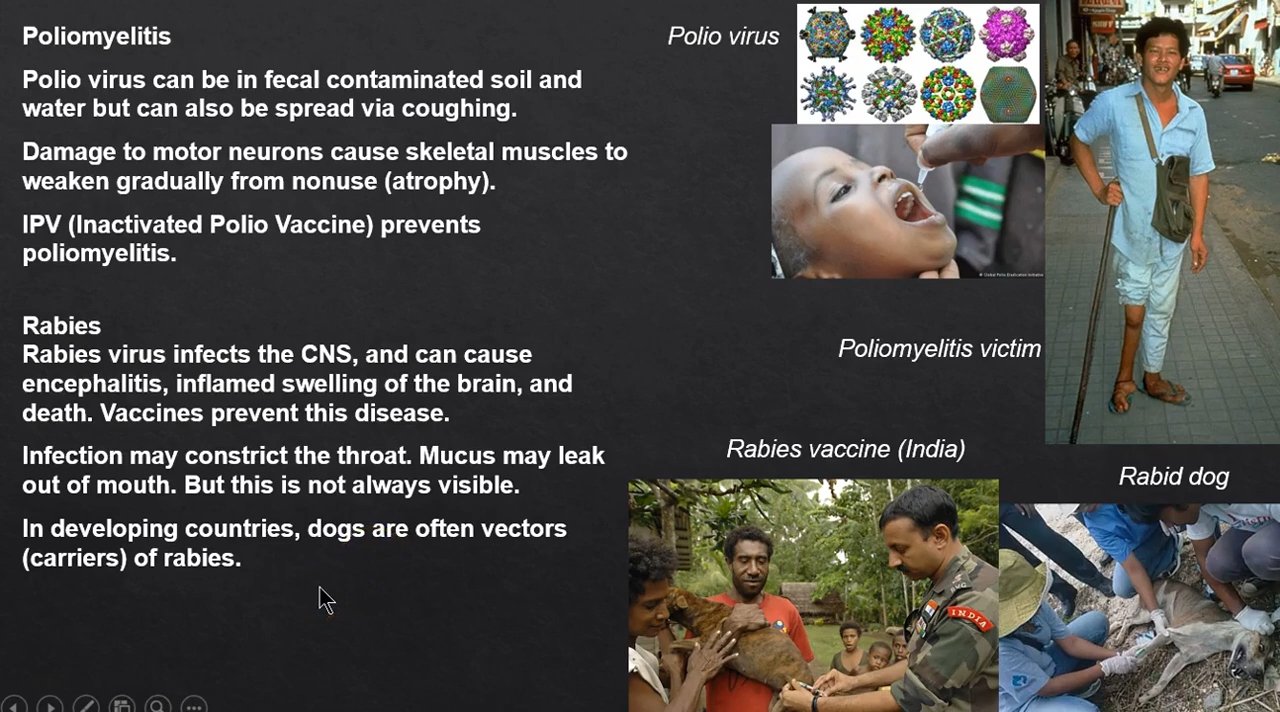 Poliomyelitis
Polio virus can be in fecal contaminated soil and
water but can also be spread via coughing.
Damage to motor neurons cause skeletal muscles to
weaken gradually from nonuse (atrophy).
IPV (Inactivated Polio Vaccine) prevents
poliomyelitis.
Rabies
Rabies virus infects the CNS, and can cause
encephalitis, inflamed swelling of the brain, and
death. Vaccines prevent this disease.
Infection may constrict the throat. Mucus may leak
out of mouth. But this is not always visible.
In developing countries, dogs are often vectors
(carriers) of rabies.
Polio virus
© Global Polio Eradication Initiative
Poliomyelitis victim
Rabies vaccine (India)
INDIA
Rabid dog